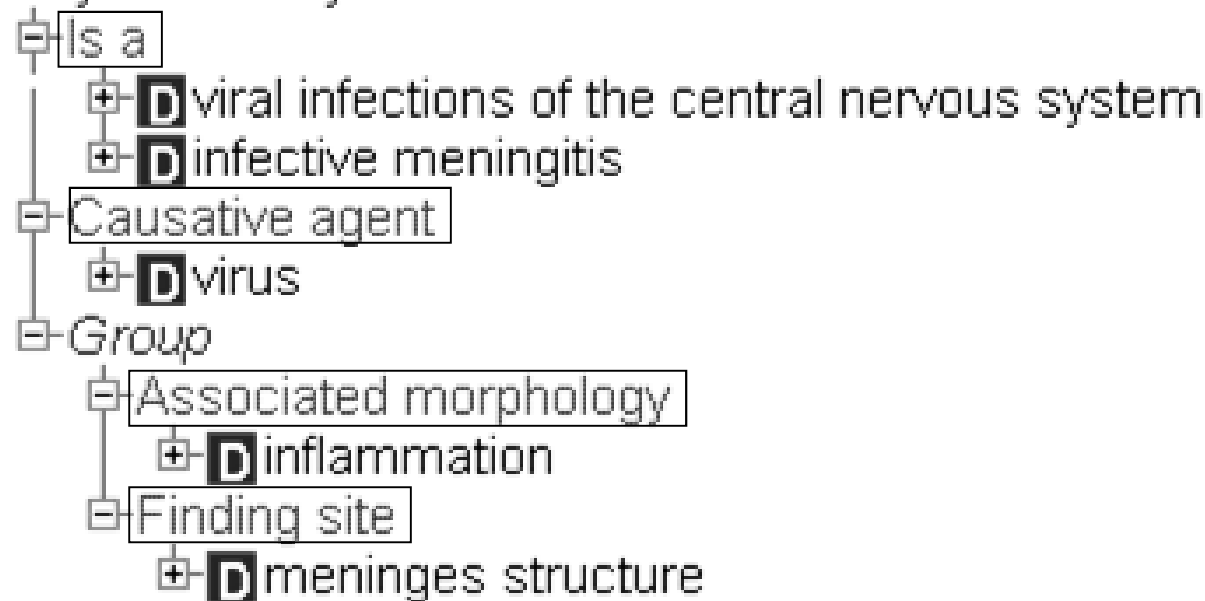 Is a
D viral infections of the central nervous system
D infective meningitis
Causative agent
D virus
Group
Associated morphology
D inflammation
Finding site
D meninges structure